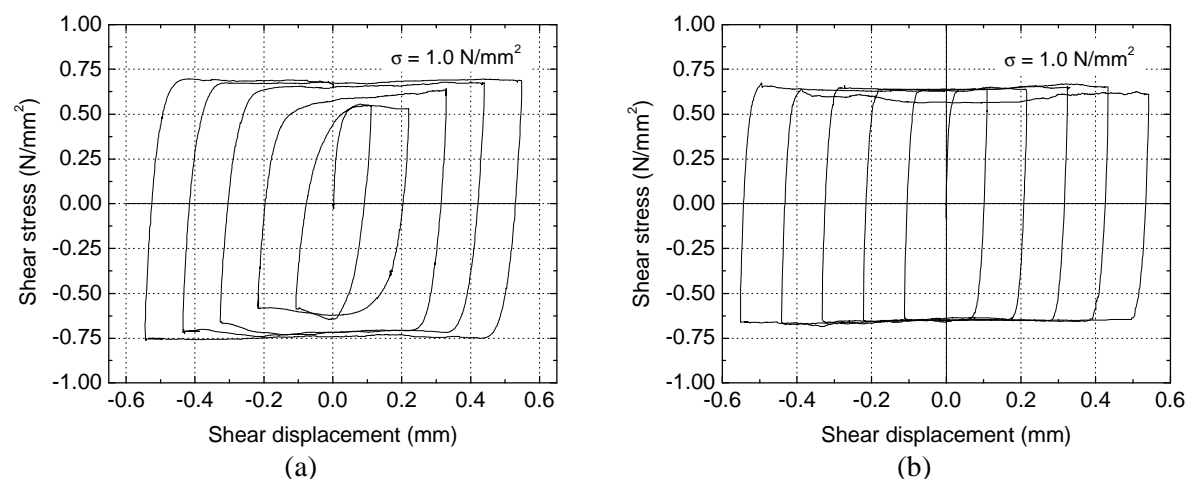 1.00
0.75
0.50
0.25
0.00
-0.25
-0.50
-0.75
-1.00
Shear stress (N/mm²)
σ = 1.0 N/mm²
-0.6 -0.4 -0.2 0.0 0.2 0.4 0.6
Shear displacement (mm)
(a)
1.00
0.75
0.50
0.25
0.00
-0.25
-0.50
-0.75
-1.00
Shear stress (N/mm²)
σ = 1.0 N/mm²
-0.6 -0.4 -0.2 0.0 0.2 0.4 0.6
Shear displacement (mm)
(b)